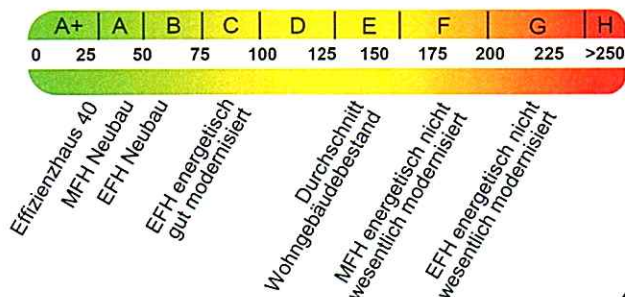 A+ A B C D E F G H
0 25 50 75 100 125 150 175 200 225 >250
Effizienzhaus 40
MFH Neubau
EFH Neubau
EFH energetisch
gut modernisiert
Durchschnitt
Wohngebäudebestand
MFH energetisch nicht
wesentlich modernisiert
EFH energetisch nicht
wesentlich modernisiert